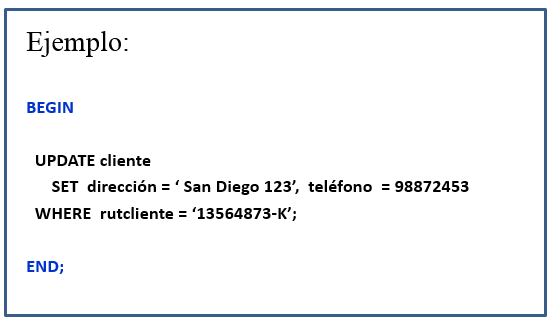 Ejemplo:
BEGIN
UPDATE cliente
SET dirección = ‘ San Diego 123’, teléfono = 98872453
WHERE rutcliente = ‘13564873-K’;
END;